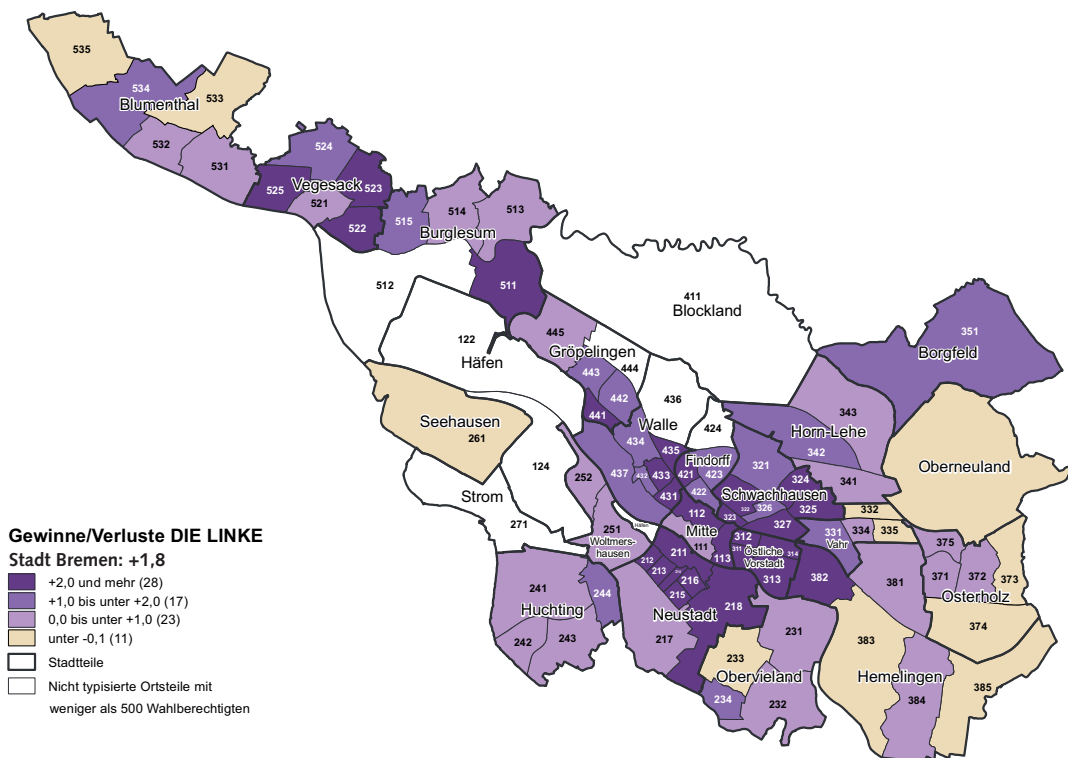 535
534
533
Blumenthal
532
531
524
Vegesack
525
523
521
522
515
514
513
Burglesum
511
512
411
Blockland
351
Borgfeld
122
Häfen
445
Gröpelingen
444
443
442
441
436
424
343
Horn-Lehe
342
341
Seehausen
261
Walle
434
435
Findorff
423
421
422
321
437
432
433
431
Schwachhausen
324
322
326
325
323
327
Oberneuland
124
252
Strom
271
251
Häfen
Woltmers-
hausen
112
Mitte
111
113
312
311
Östliche
Vorstadt
314
313
332
331
Vahr
334
335
382
381
375
371
372
373
Osterholz
374
241
Huchting
244
242
243
211
212
213
216
215
Neustadt
217
218
231
233
Obervieland
234
232
383
Hemelingen
384
385
Gewinne/Verluste DIE LINKE
Stadt Bremen: +1,8
+2,0 und mehr (28)
+1,0 bis unter +2,0 (17)
0,0 bis unter +1,0 (23)
unter -0,1 (11)
Stadtteile
Nicht typisierte Ortsteile mit
weniger als 500 Wahlberechtigten